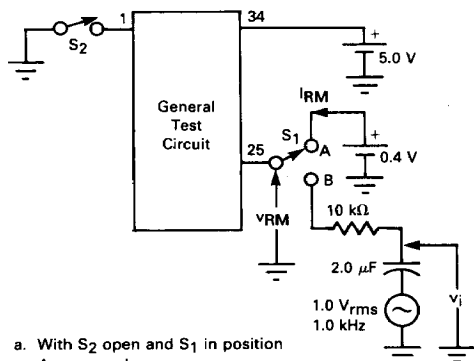 1
34
S2
+
5.0 V
General
Test
Circuit
IRM
S1
A
+
0.4 V
25
B
VRM
10 kΩ
2.0 μF
vi
1.0 Vrms
1.0 kHz
a. With S2 open and S1 in position